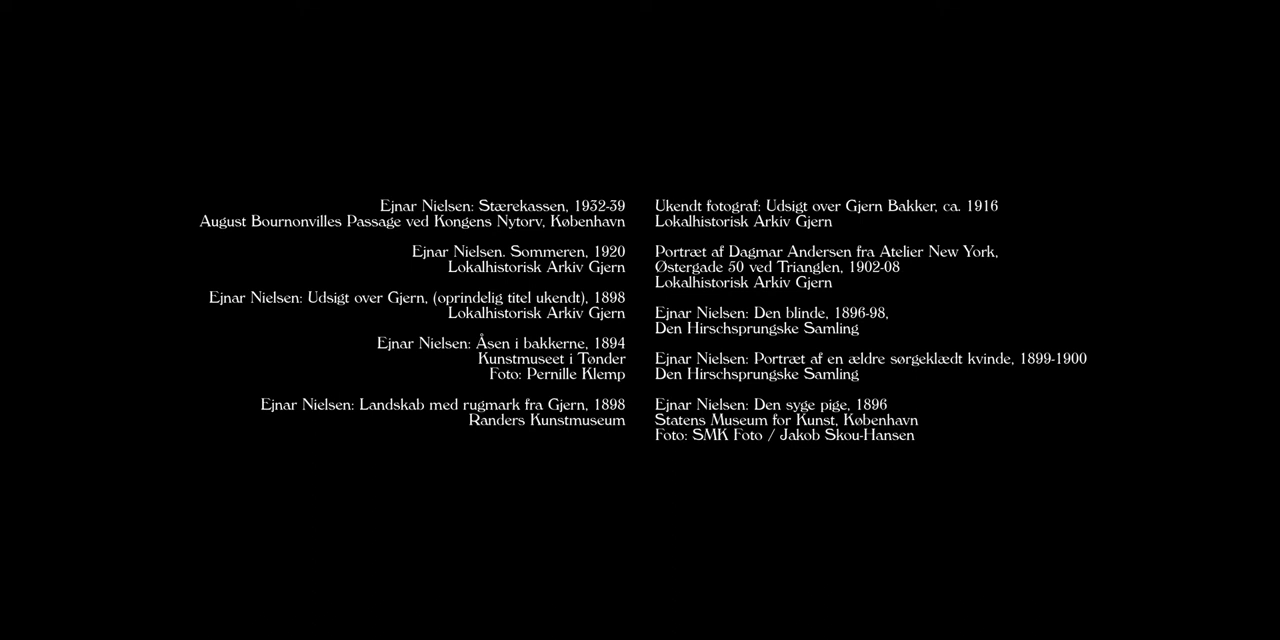 Ejnar Nielsen: Stærekassen, 1932-39
August Bournonvilles Passage ved Kongens Nytorv, København
Ejnar Nielsen. Sommeren, 1920
Lokalhistorisk Arkiv Gjern
Ejnar Nielsen: Udsigt over Gjern, (oprindelig titel ukendt), 1898
Lokalhistorisk Arkiv Gjern
Ejnar Nielsen: Åsen i bakkerne, 1894
Kunstmuseet i Tønder
Foto: Pernille Klemp
Ejnar Nielsen: Landskab med rugmark fra Gjern, 1898
Randers Kunstmuseum
Ukendt fotograf: Udsigt over Gjern Bakker, ca. 1916
Lokalhistorisk Arkiv Gjern
Portræt af Dagmar Andersen fra Atelier New York,
Østergade 50 ved Trianglen, 1902-08
Lokalhistorisk Arkiv Gjern
Ejnar Nielsen: Den blinde, 1896-98,
Den Hirschsprungske Samling
Ejnar Nielsen: Portræt af en ældre sørgeklædt kvinde, 1899-1900
Den Hirschsprungske Samling
Ejnar Nielsen: Den syge pige, 1896
Statens Museum for Kunst, København
Foto: SMK Foto / Jakob Skou-Hansen